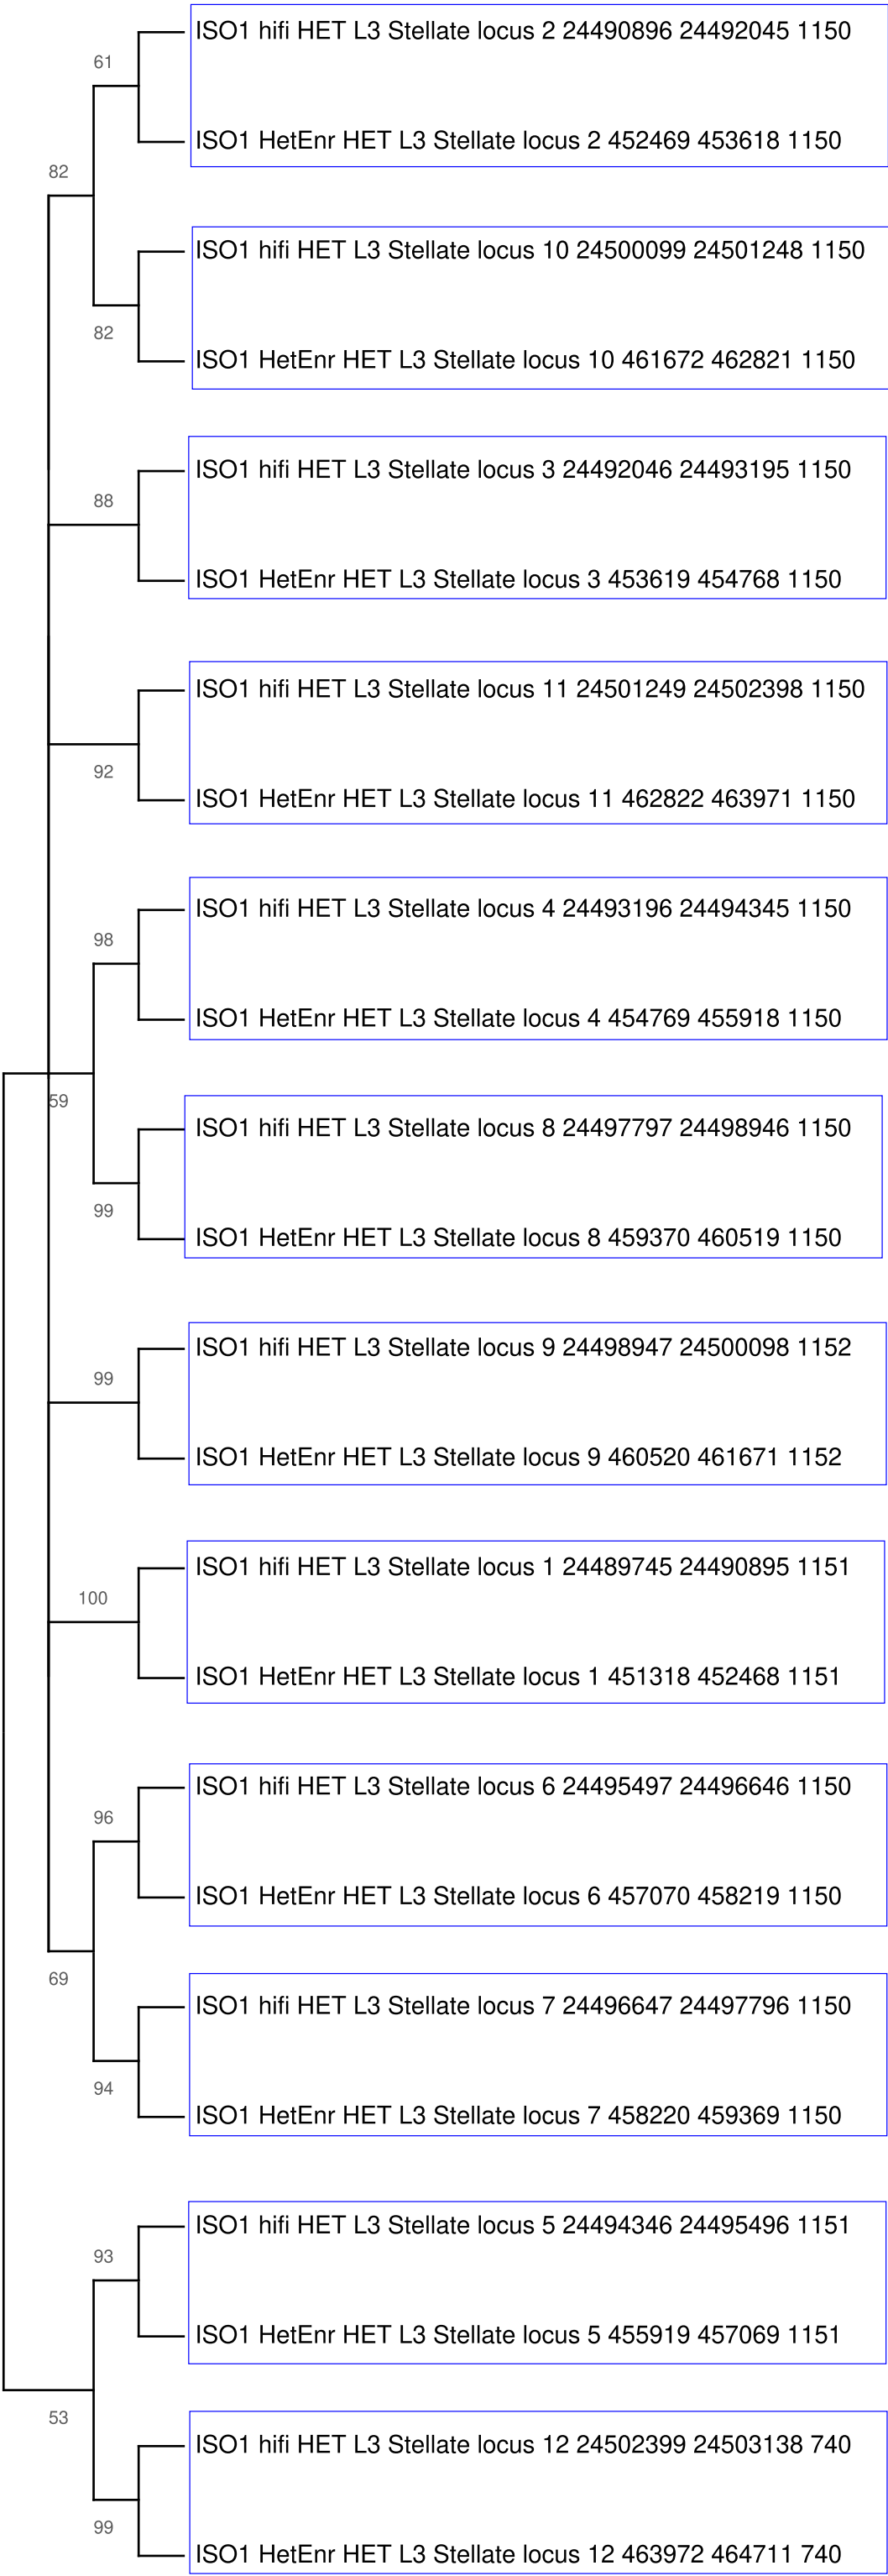 ISO1 hifi HET L3 Stellate locus 2 24490896 24492045 1150
61
ISO1 HetEnr HET L3 Stellate locus 2 452469 453618 1150
82
ISO1 hifi HET L3 Stellate locus 10 24500099 24501248 1150
82
ISO1 HetEnr HET L3 Stellate locus 10 461672 462821 1150
ISO1 hifi HET L3 Stellate locus 3 24492046 24493195 1150
88
ISO1 HetEnr HET L3 Stellate locus 3 453619 454768 1150
ISO1 hifi HET L3 Stellate locus 11 24501249 24502398 1150
92
ISO1 HetEnr HET L3 Stellate locus 11 462822 463971 1150
ISO1 hifi HET L3 Stellate locus 4 24493196 24494345 1150
98
ISO1 HetEnr HET L3 Stellate locus 4 454769 455918 1150
59
ISO1 hifi HET L3 Stellate locus 8 24497797 24498946 1150
99
ISO1 HetEnr HET L3 Stellate locus 8 459370 460519 1150
ISO1 hifi HET L3 Stellate locus 9 24498947 24500098 1152
99
ISO1 HetEnr HET L3 Stellate locus 9 460520 461671 1152
ISO1 hifi HET L3 Stellate locus 1 24489745 24490895 1151
100
ISO1 HetEnr HET L3 Stellate locus 1 451318 452468 1151
ISO1 hifi HET L3 Stellate locus 6 24495497 24496646 1150
96
ISO1 HetEnr HET L3 Stellate locus 6 457070 458219 1150
69
ISO1 hifi HET L3 Stellate locus 7 24496647 24497796 1150
94
ISO1 HetEnr HET L3 Stellate locus 7 458220 459369 1150
ISO1 hifi HET L3 Stellate locus 5 24494346 24495496 1151
93
ISO1 HetEnr HET L3 Stellate locus 5 455919 457069 1151
53
ISO1 hifi HET L3 Stellate locus 12 24502399 24503138 740
99
ISO1 HetEnr HET L3 Stellate locus 12 463972 464711 740